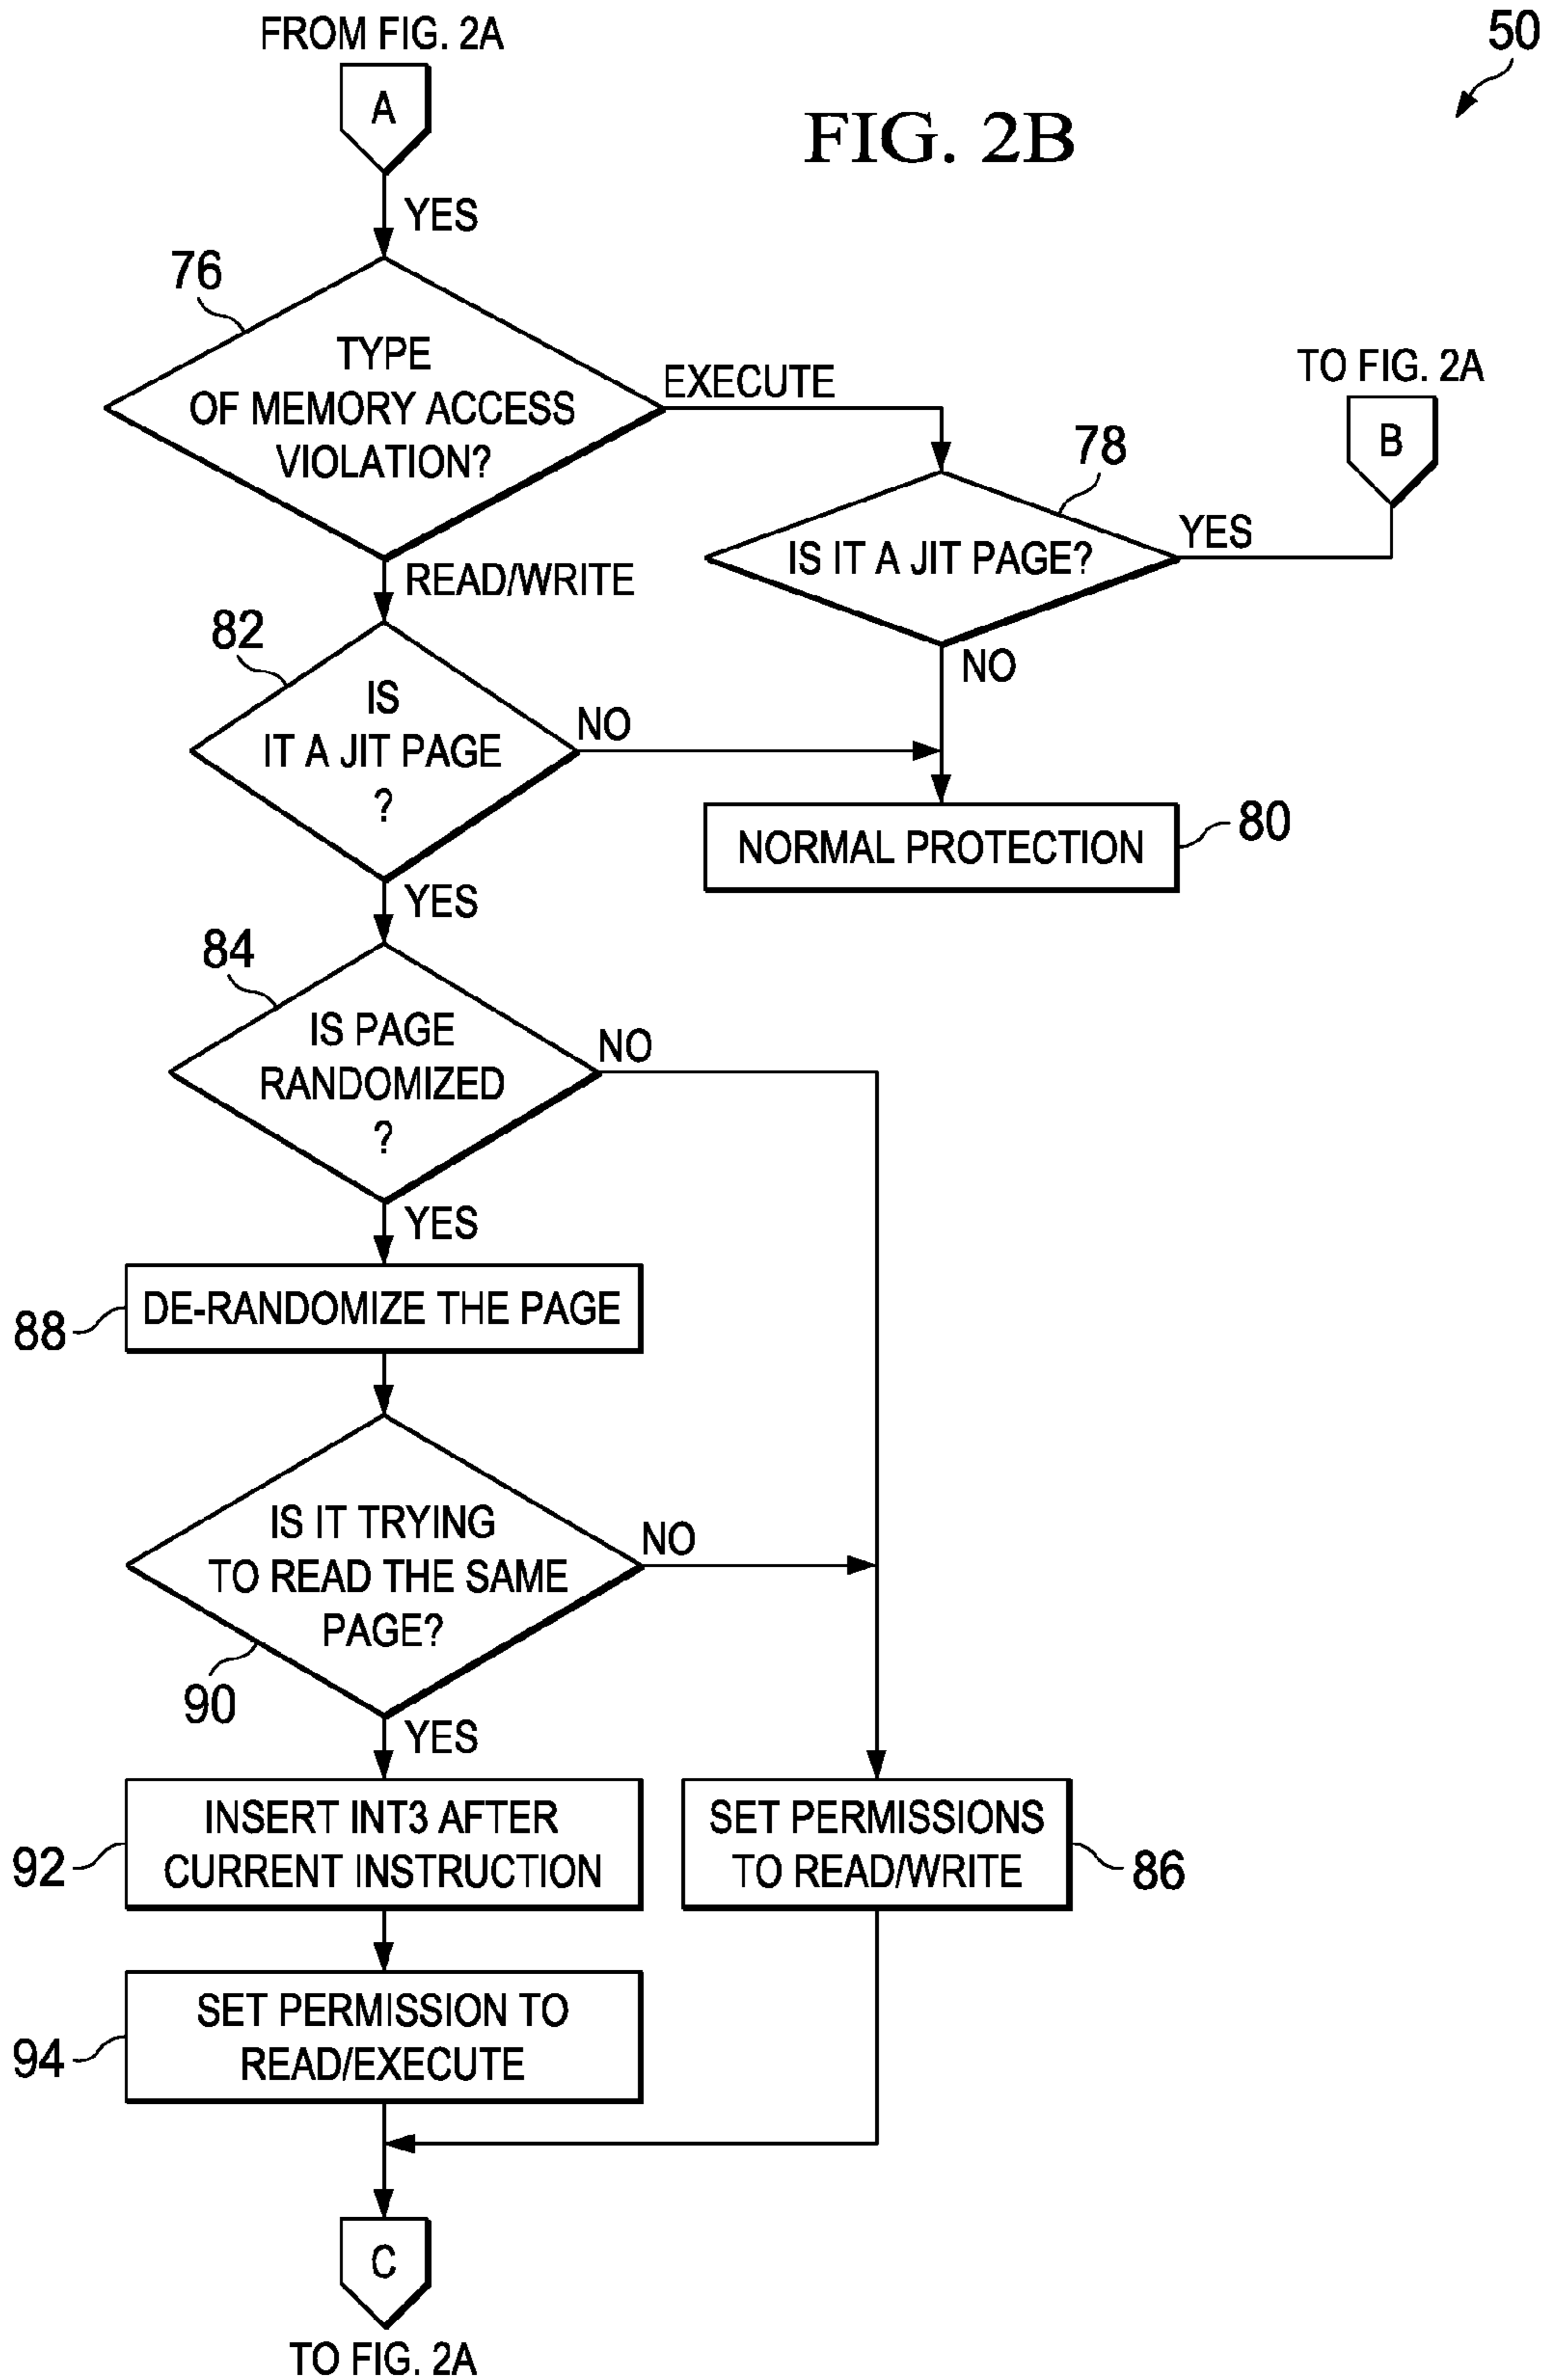 FROM FIG. 2A
50
A
FIG. 2B
YES
76
TYPE
OF MEMORY ACCESS
VIOLATION?
EXECUTE
TO FIG. 2A
B
78
IS IT A JIT PAGE?
YES
READ/WRITE
NO
82
IS
IT A JIT PAGE
?
NO
NORMAL PROTECTION
80
YES
84
IS PAGE
RANDOMIZED
?
NO
YES
DE-RANDOMIZE THE PAGE
88
IS IT TRYING
TO READ THE SAME
PAGE?
NO
90
YES
INSERT INT3 AFTER
CURRENT INSTRUCTION
92
SET PERMISSIONS
TO READ/WRITE
86
SET PERMISSION TO
READ/EXECUTE
94
C
TO FIG. 2A